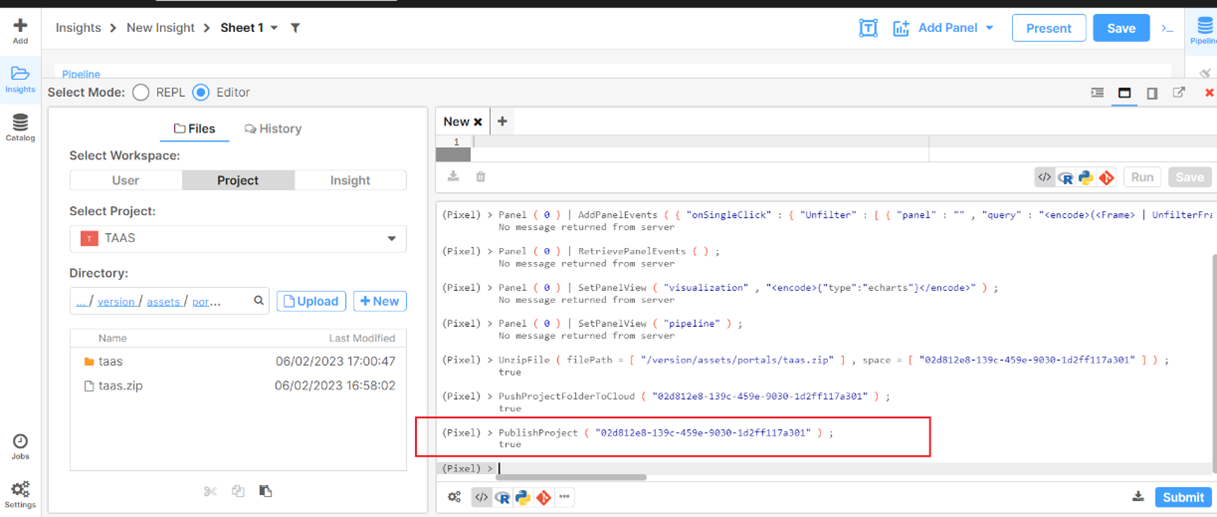 Insights > New Insight > Sheet 1
Add Panel
Present
Save
>_
Add
Insights
Catalog
Jobs
Settings
Pipeline
Pipeline
Select Mode: REPL Editor
Files History
Select Workspace:
User Project Insight
Select Project:
T TAAS
Directory:
... / version / assets / por...
Upload
+ New
Name Last Modified
taas 06/02/2023 17:00:47
taas.zip 06/02/2023 16:58:02
New × +
1
</> R Run Save
(Pixel) > Panel ( 0 ) | AddPanelEvents ( { "onSingleClick" : { "Unfilter" : [ { "panel" : "" , "query" : "<encode>(<Frame> | UnfilterFra
No message returned from server
(Pixel) > Panel ( 0 ) | RetrievePanelEvents ( ) ;
No message returned from server
(Pixel) > Panel ( 0 ) | SetPanelView ( "visualization" , "<encode>{"type":"echarts"}</encode>" ) ;
No message returned from server
(Pixel) > Panel ( 0 ) | SetPanelView ( "pipeline" ) ;
No message returned from server
(Pixel) > UnzipFile ( filePath = [ "/version/assets/portals/taas.zip" ] , space = [ "02d812e8-139c-459e-9030-1d2ff117a301" ] ) ;
true
(Pixel) > PushProjectFolderToCloud ( "02d812e8-139c-459e-9030-1d2ff117a301" ) ;
true
(Pixel) > PublishProject ( "02d812e8-139c-459e-9030-1d2ff117a301" ) ;
true
(Pixel) >
</> R ...
Submit